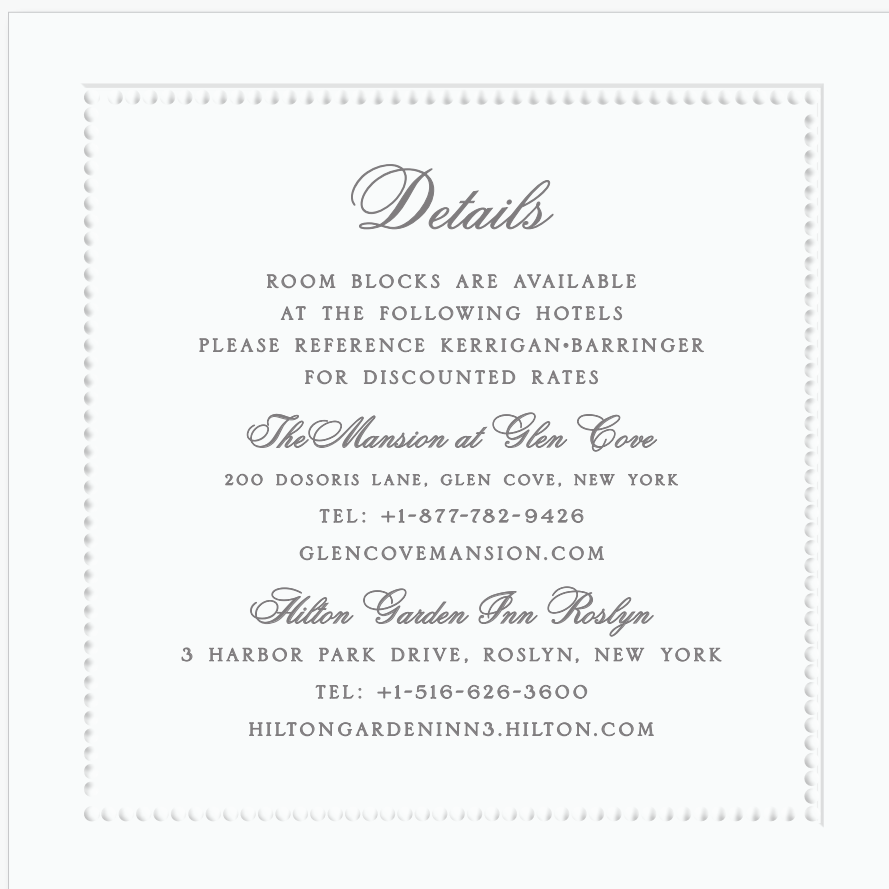 Details
ROOM BLOCKS ARE AVAILABLE
AT THE FOLLOWING HOTELS
PLEASE REFERENCE KERRIGAN•BARRINGER
FOR DISCOUNTED RATES
The Mansion at Glen Cove
200 DOSORIS LANE, GLEN COVE, NEW YORK
TEL: +1-877-782-9426
GLENCOVEMANSION.COM
Hilton Garden Inn Roslyn
3 HARBOR PARK DRIVE, ROSLYN, NEW YORK
TEL: +1-516-626-3600
HILTONGARDENINN3.HILTON.COM